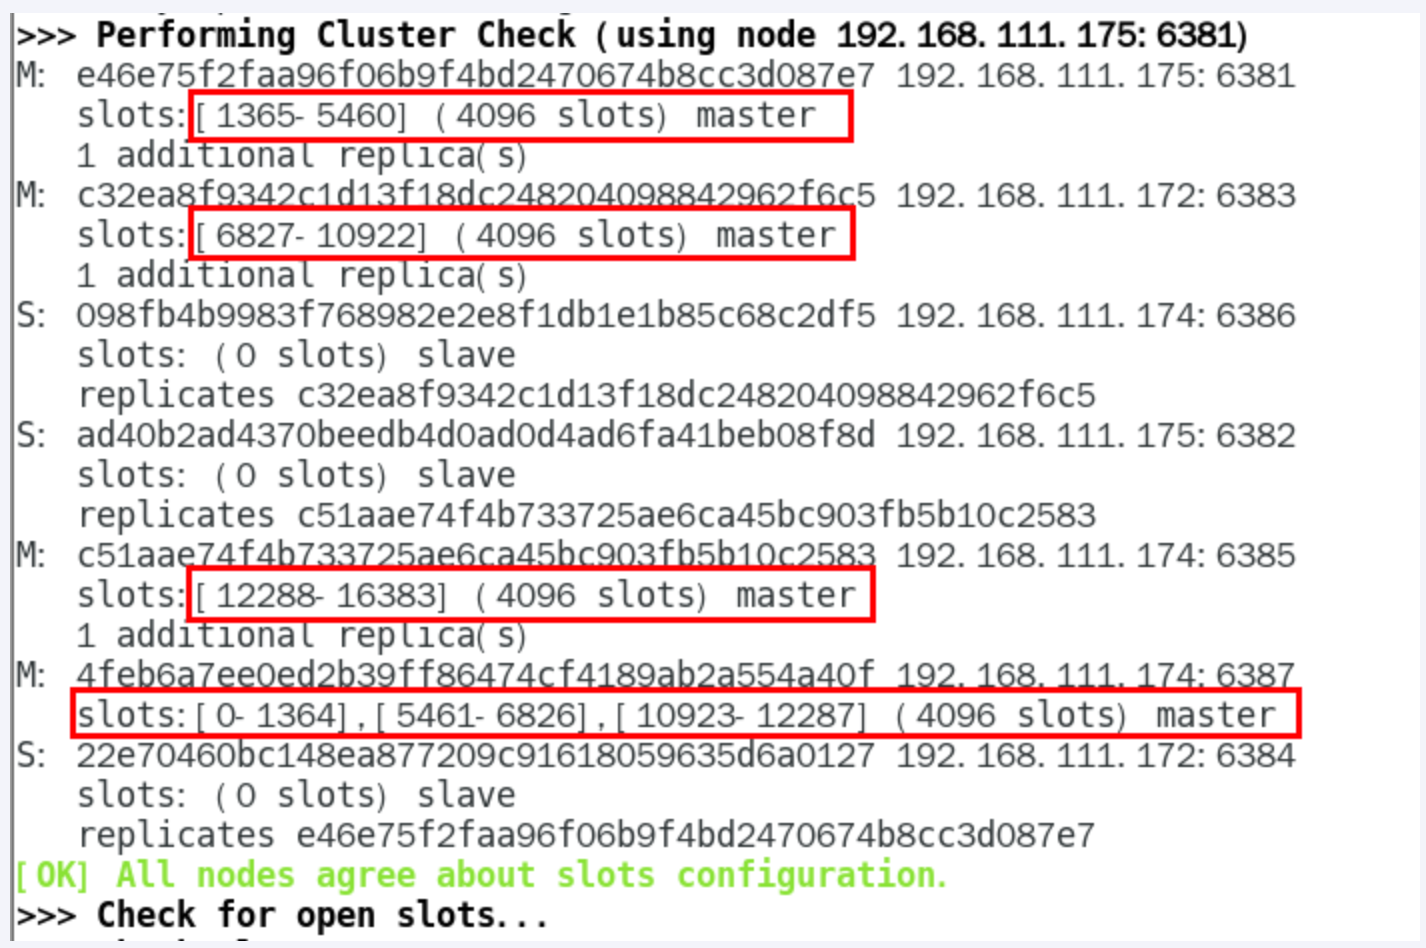 >>> Performing Cluster Check (using node 192.168.111.175:6381)
M: e46e75f2faa96f06b9f4bd2470674b8cc3d087e7 192.168.111.175:6381
slots:[1365-5460] (4096 slots) master
1 additional replica(s)
M: c32ea8f9342c1d13f18dc248204098842962f6c5 192.168.111.172:6383
slots:[6827-10922] (4096 slots) master
1 additional replica(s)
S: 098fb4b9983f768982e2e8f1db1e1b85c68c2df5 192.168.111.174:6386
slots: (0 slots) slave
replicates c32ea8f9342c1d13f18dc248204098842962f6c5
S: ad40b2ad4370beedb4d0ad0d4ad6fa41beb08f8d 192.168.111.175:6382
slots: (0 slots) slave
replicates c51aae74f4b733725ae6ca45bc903fb5b10c2583
M: c51aae74f4b733725ae6ca45bc903fb5b10c2583 192.168.111.174:6385
slots:[12288-16383] (4096 slots) master
1 additional replica(s)
M: 4feb6a7ee0ed2b39ff86474cf4189ab2a554a40f 192.168.111.174:6387
slots:[0-1364],[5461-6826],[10923-12287] (4096 slots) master
S: 22e70460bc148ea877209c91618059635d6a0127 192.168.111.172:6384
slots: (0 slots) slave
replicates e46e75f2faa96f06b9f4bd2470674b8cc3d087e7
[OK] All nodes agree about slots configuration.
>>> Check for open slots...